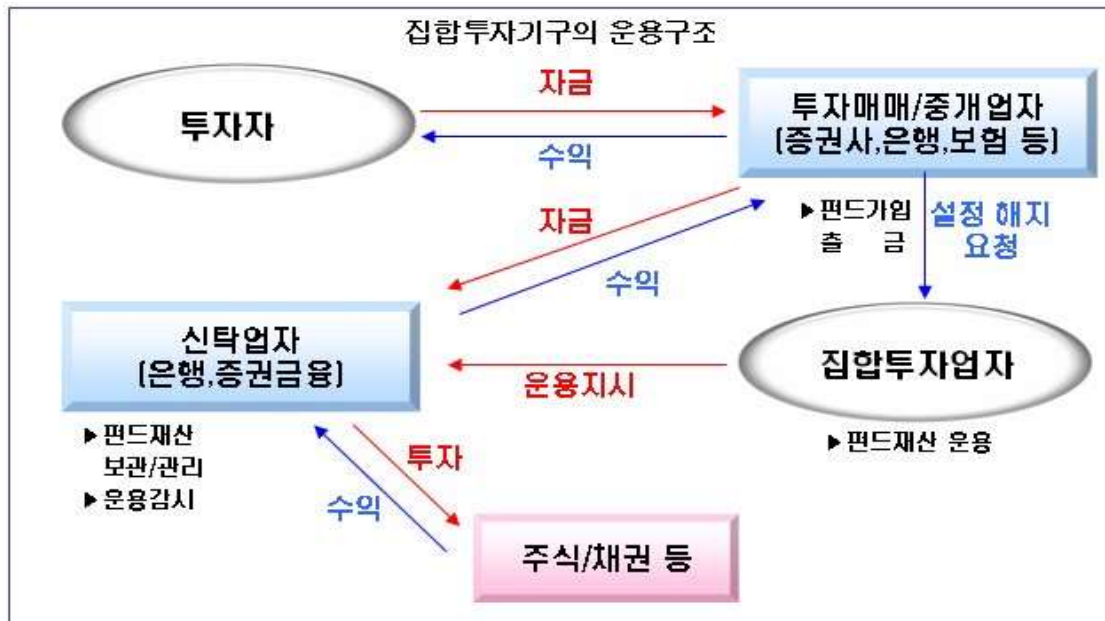 집합투자기구의 운용구조
투자자
자금
수익
투자매매/중개업자
(증권사,은행,보험 등)
자금
수익
▶펀드가입
출 금
설정 해지
요청
신탁업자
(은행,증권금융)
운용지시
집합투자업자
▶펀드재산
보관/관리
▶운용감시
▶펀드재산 운용
투자
수익
주식/채권 등